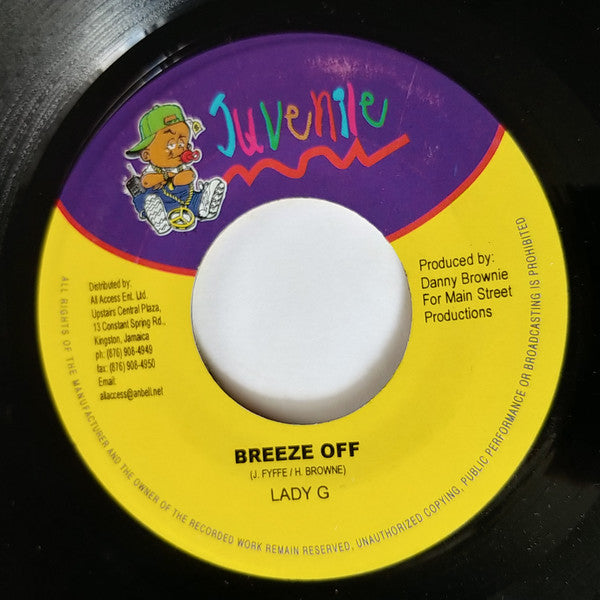 Juvenile
Distributed by:
All Access Ent. Ltd.
Upstairs Central Plaza,
13 Constant Spring Rd.,
Kingston, Jamaica
ph: (876) 908-4949
fax: (876) 908-4950
Email:
allaccess@anbell.net
Produced by:
Danny Brownie
For Main Street
Productions
BREEZE OFF
(J. FYFFE / H. BROWNE)
LADY G
ALL RIGHTS OF THE MANUFACTURER AND THE OWNER OF THE RECORDED WORK REMAIN RESERVED, UNAUTHORIZED COPYING, PUBLIC PERFORMANCE OR BROADCASTING IS PROHIBITED